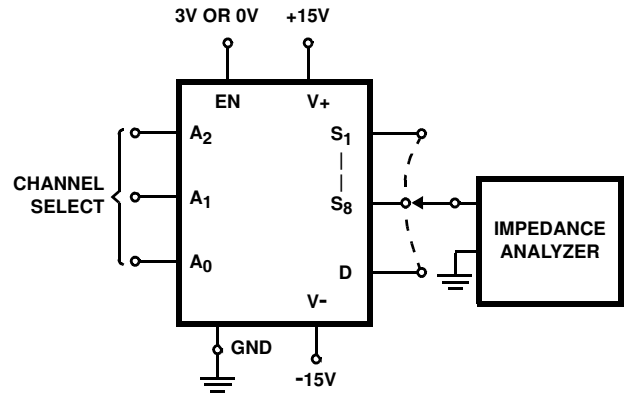 3V OR 0V
+15V
EN
V+
A2
S1
CHANNEL
SELECT
A1
S8
IMPEDANCE
ANALYZER
A0
D
V-
GND
-15V